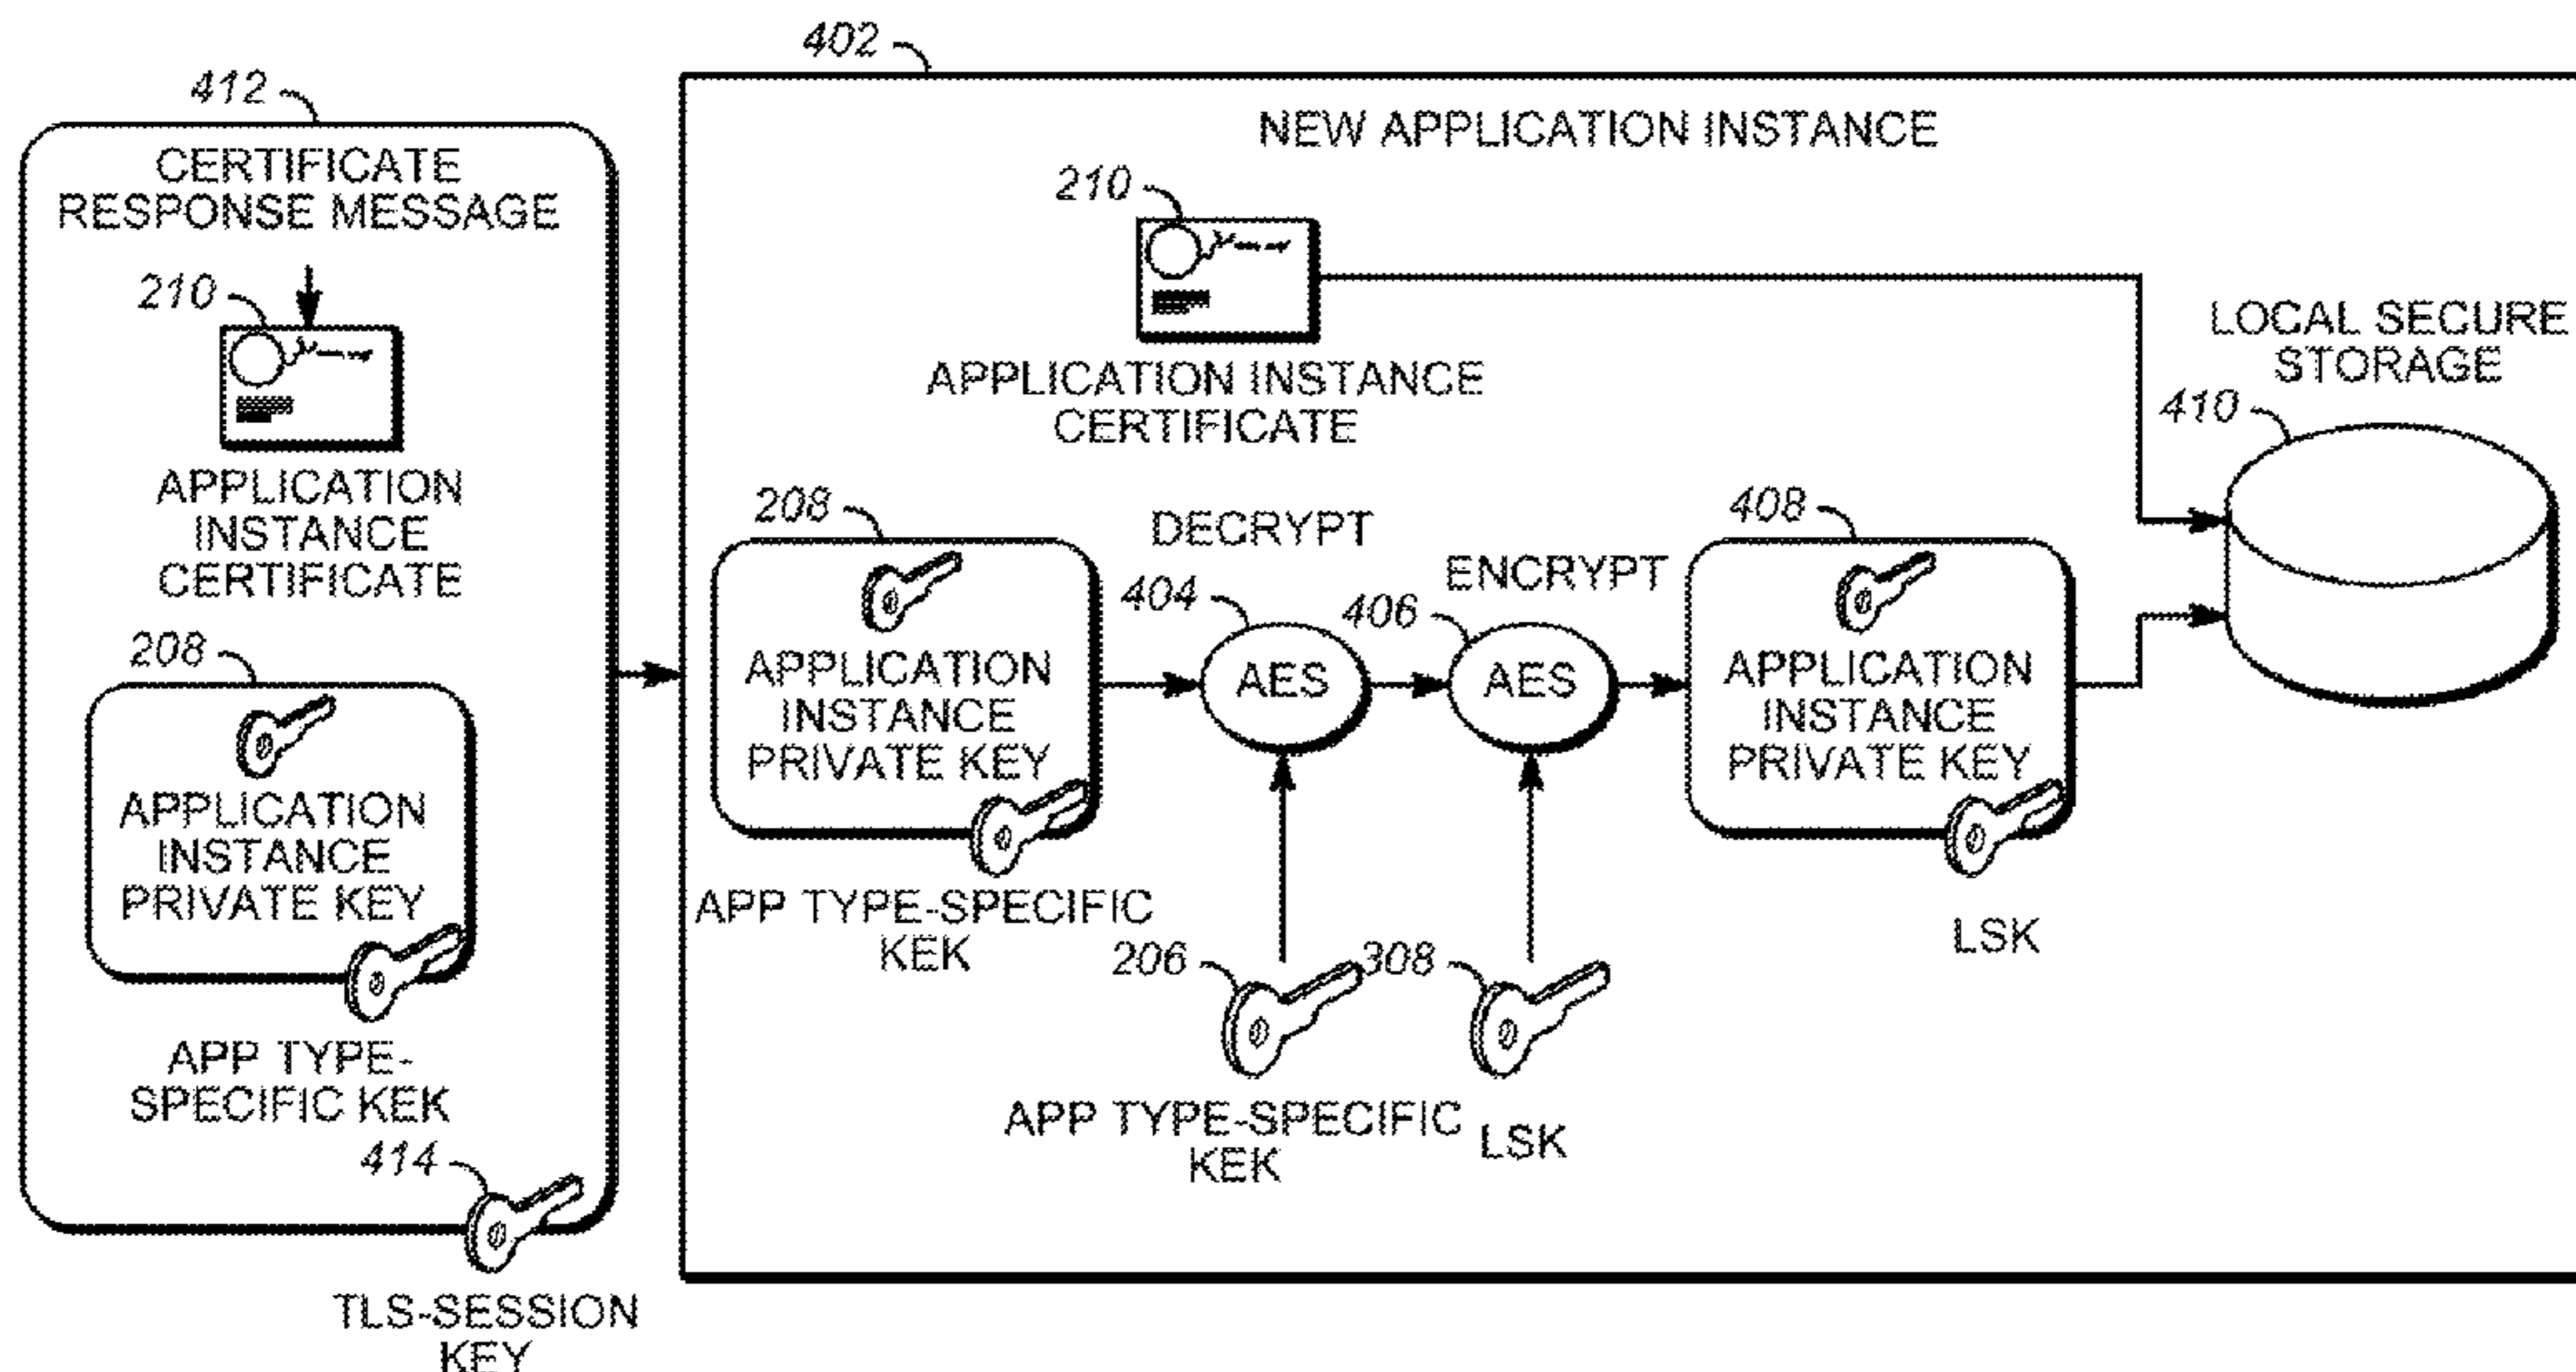 412
CERTIFICATE
RESPONSE MESSAGE
210
APPLICATION
INSTANCE
CERTIFICATE
208
APPLICATION
INSTANCE
PRIVATE KEY
APP TYPE-
SPECIFIC KEK
414
TLS-SESSION
KEY
402
NEW APPLICATION INSTANCE
210
APPLICATION INSTANCE
CERTIFICATE
LOCAL SECURE
STORAGE
410
208
APPLICATION
INSTANCE
PRIVATE KEY
APP TYPE-SPECIFIC
KEK
DECRYPT
404
AES
206
APP TYPE-SPECIFIC
KEK
ENCRYPT
406
AES
308
LSK
408
APPLICATION
INSTANCE
PRIVATE KEY
LSK